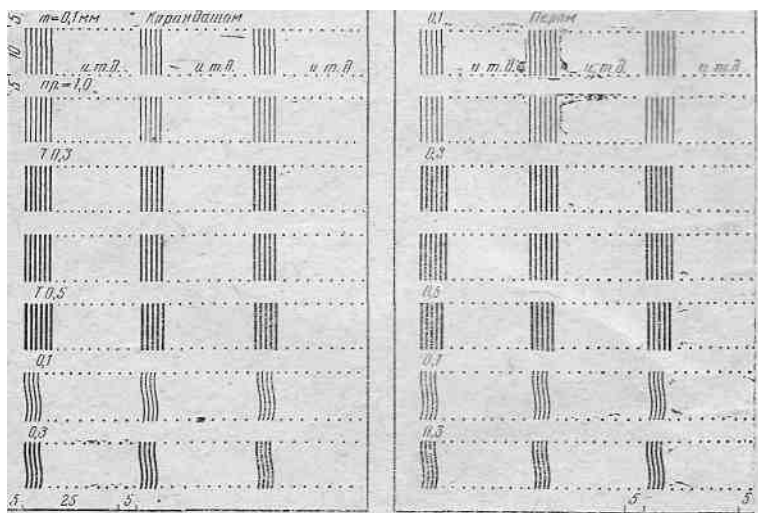 т=0,1мм Карандашом
5
10
и т.д. и т.д. и т.д.
5
пр=1,0
Т 0,3
Т 0,5
0,1
0,3
5 25 5
0,1 Пером
и т.д. и т.д. и т.д.
0,3
0,5
0,1
0,3
5 5